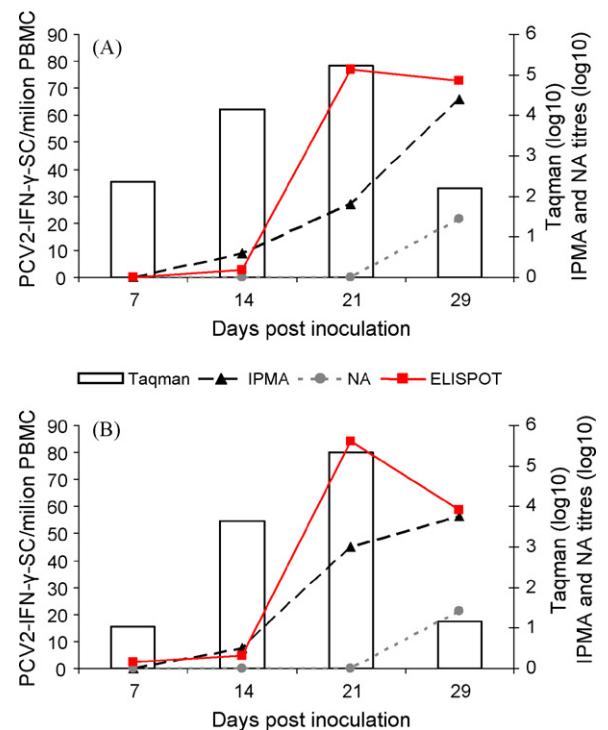 (A)
PCV2-IFN-γ-SC/milion PBMC
90
80
70
60
50
40
30
20
10
0
6
5
4
3
2
1
0
Taqman (log10)
IPMA and NA titres (log10)
7 14 21 29
Days post inoculation
Taqman IPMA NA ELISPOT
(B)
PCV2-IFN-γ-SC/milion PBMC
90
80
70
60
50
40
30
20
10
0
6
5
4
3
2
1
0
Taqman (log10)
IPMA and NA titres (log10)
7 14 21 29
Days post inoculation